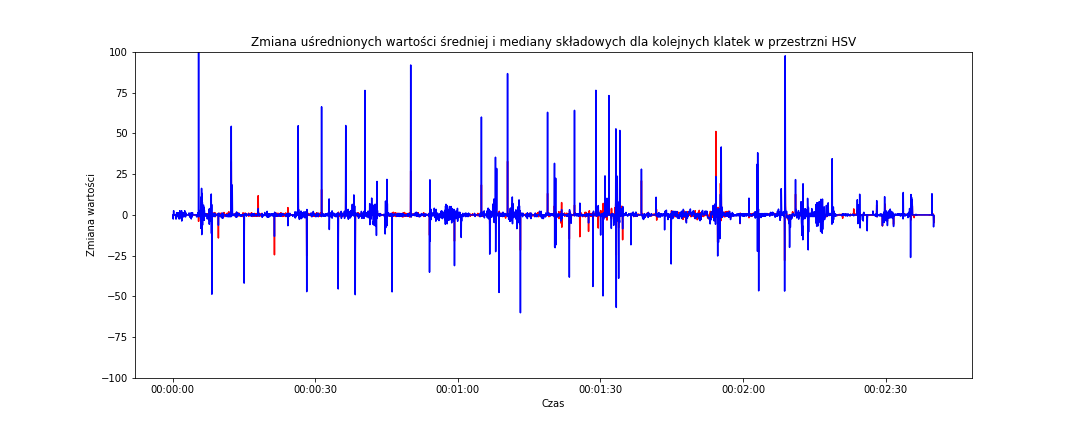 Zmiana uśrednionych wartości średniej i mediany składowych dla kolejnych klatek w przestrzni HSV
100
75
50
25
0
−25
−50
−75
−100
Zmiana wartości
00:00:00 00:00:30 00:01:00 00:01:30 00:02:00 00:02:30
Czas